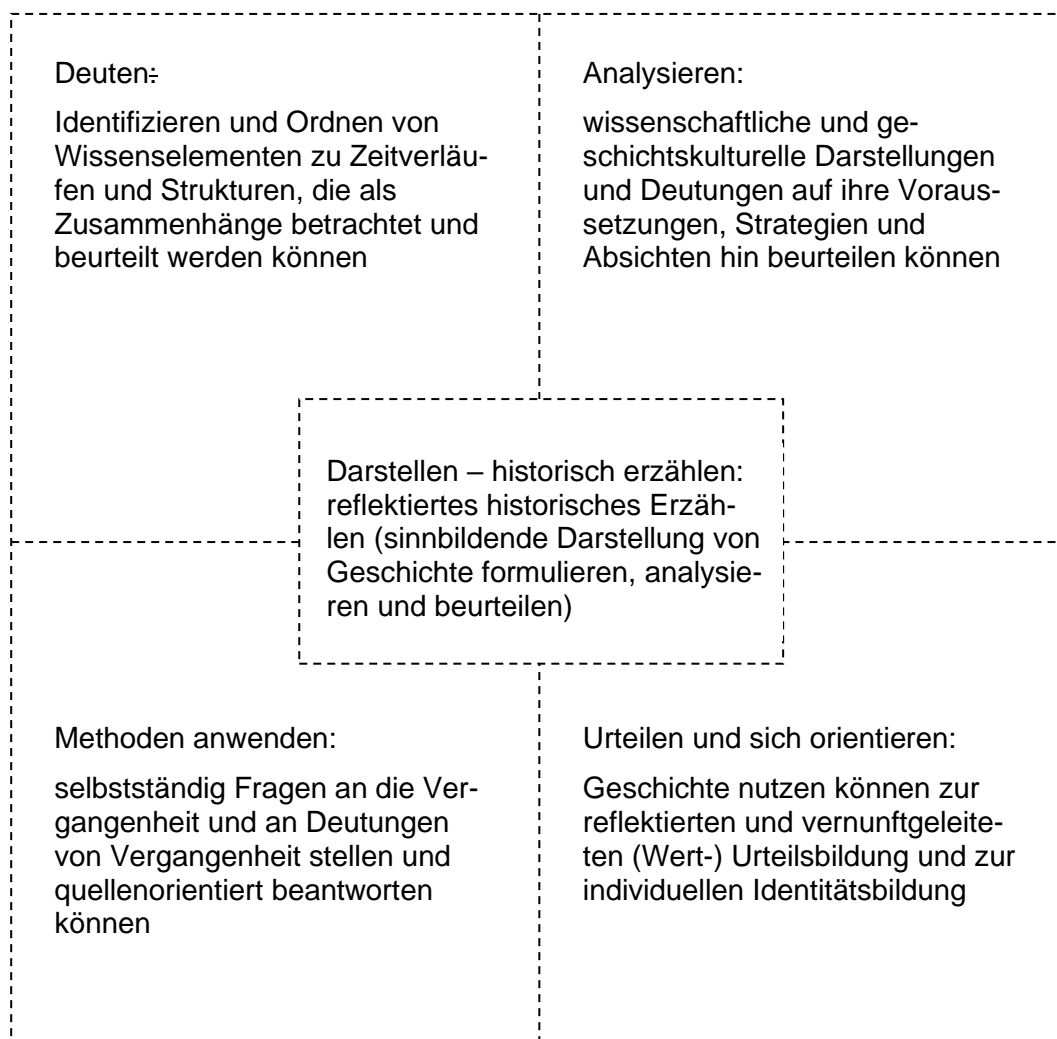 Deuten:
Identifizieren und Ordnen von
Wissenselementen zu Zeitverläu-
fen und Strukturen, die als
Zusammenhänge betrachtet und
beurteilt werden können
Analysieren:
wissenschaftliche und ge-
schichtskulturelle Darstellungen
und Deutungen auf ihre Voraus-
setzungen, Strategien und
Absichten hin beurteilen können
Darstellen – historisch erzählen:
reflektiertes historisches Erzäh-
len (sinnbildende Darstellung von
Geschichte formulieren, analysie-
ren und beurteilen)
Methoden anwenden:
selbstständig Fragen an die Ver-
gangenheit und an Deutungen
von Vergangenheit stellen und
quellenorientiert beantworten
können
Urteilen und sich orientieren:
Geschichte nutzen können zur
reflektierten und vernunftgeleite-
ten (Wert-) Urteilsbildung und zur
individuellen Identitätsbildung